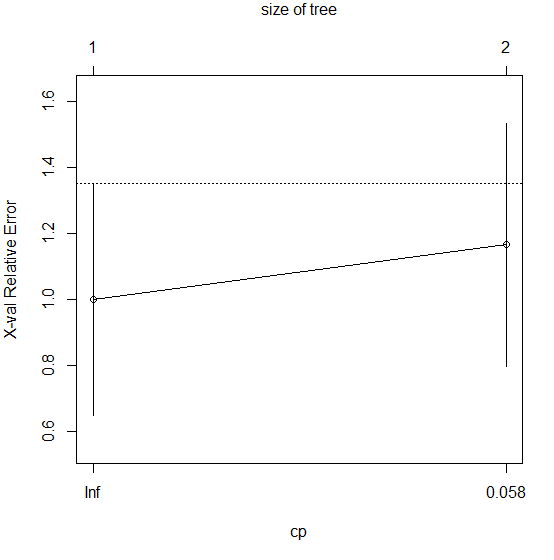 size of tree
1 2
X-val Relative Error
1.6
1.4
1.2
1.0
0.8
0.6
Inf 0.058
cp